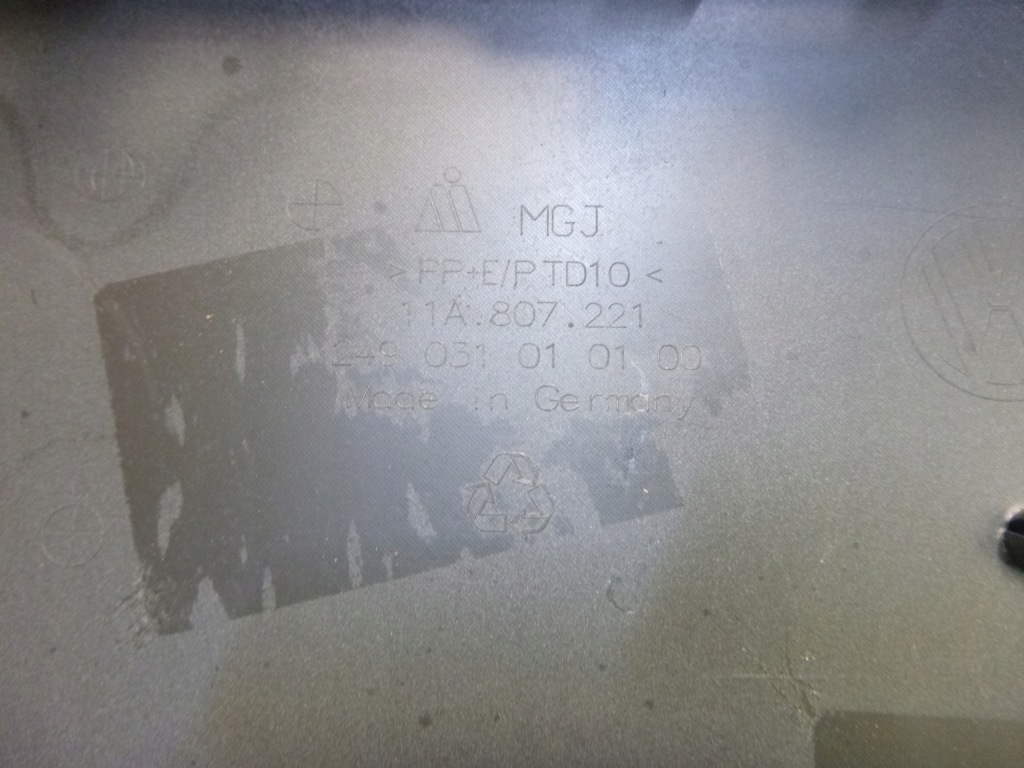 MGJ
>PP+E/P TD10<
11A.807.221
249 031 01 01 00
Made in Germany